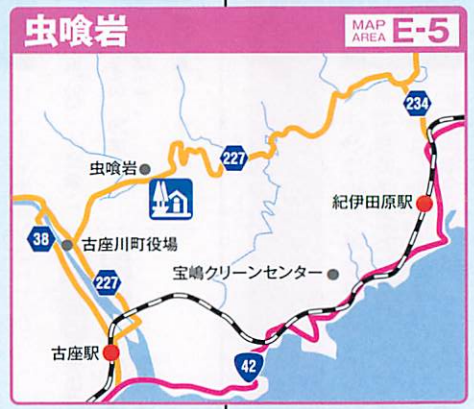 虫喰岩
MAP AREA E-5
234
227
虫喰岩
紀伊田原駅
38
古座川町役場
宝嶋クリーンセンター
227
古座駅
42